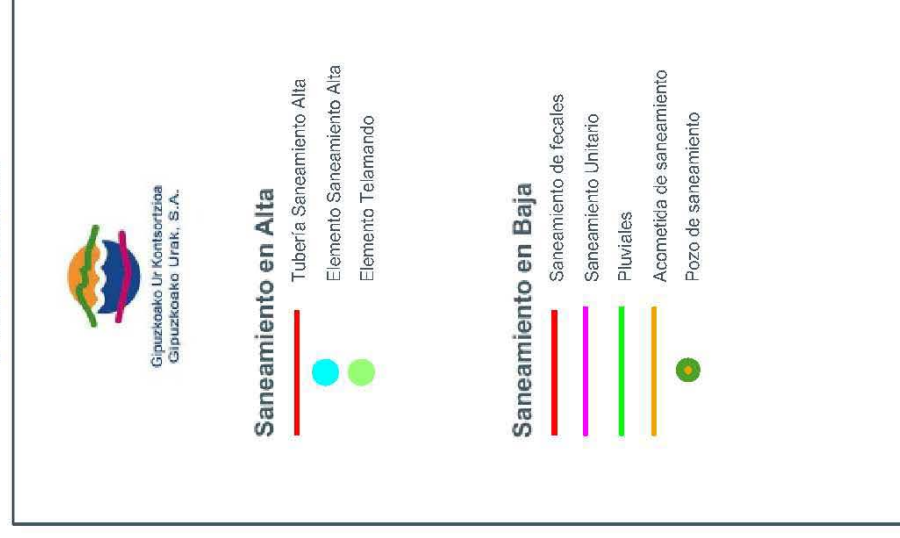 Gipuzkoako Ur Kontsortzioa
Gipuzkoako Urak, S.A.
Saneamiento en Alta
Tubería Saneamiento Alta
Elemento Saneamiento Alta
Elemento Telamando
Saneamiento en Baja
Saneamiento de fecales
Saneamiento Unitario
Pluviales
Acometida de saneamiento
Pozo de saneamiento